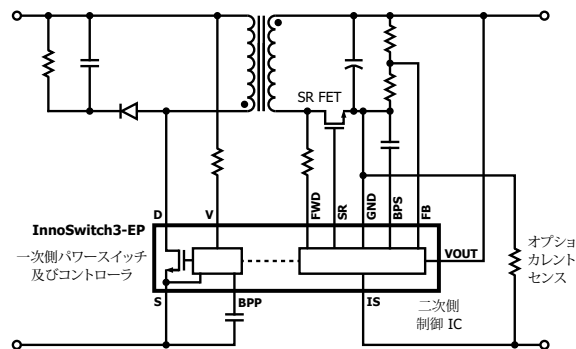 SR FET
D
V
FWD
SR
GND
BPS
FB
InnoSwitch3-EP
一次側パワースイッチ
及びコントローラ
VOUT
オプショ
カレント
センス
S
BPP
IS
二次側
制御 IC